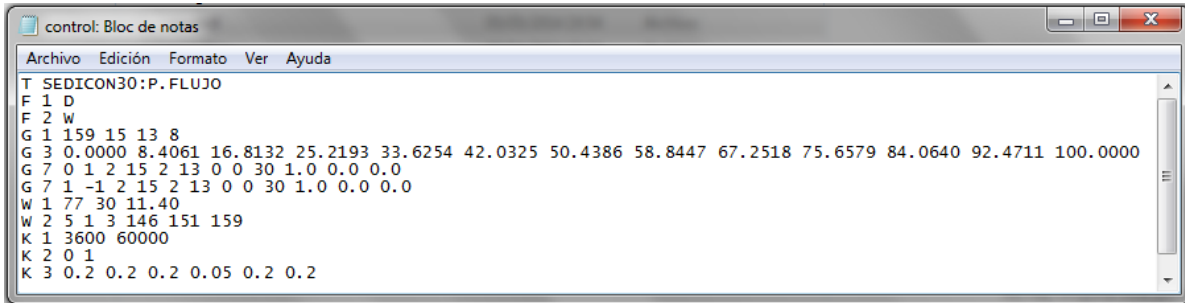 control: Bloc de notas
Archivo Edición Formato Ver Ayuda
T SEDICON30:P.FLUJO
F 1 D
F 2 W
G 1 159 15 13 8
G 3 0.0000 8.4061 16.8132 25.2193 33.6254 42.0325 50.4386 58.8447 67.2518 75.6579 84.0640 92.4711 100.0000
G 7 0 1 2 15 2 13 0 0 30 1.0 0.0 0.0
G 7 1 -1 2 15 2 13 0 0 30 1.0 0.0 0.0
W 1 77 30 11.40
W 2 5 1 3 146 151 159
K 1 3600 60000
K 2 0 1
K 3 0.2 0.2 0.2 0.05 0.2 0.2